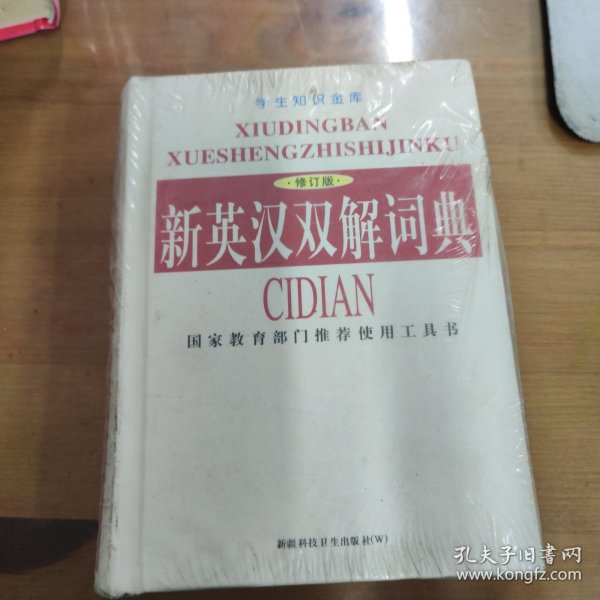 学生知识金库
XIUDINGBAN
XUESHENGZHISHIJINKU
·修订版·
新英汉双解词典
CIDIAN
国家教育部门推荐使用工具书
新疆科技卫生出版社(W)
孔夫子旧书网
www.kongfz.com